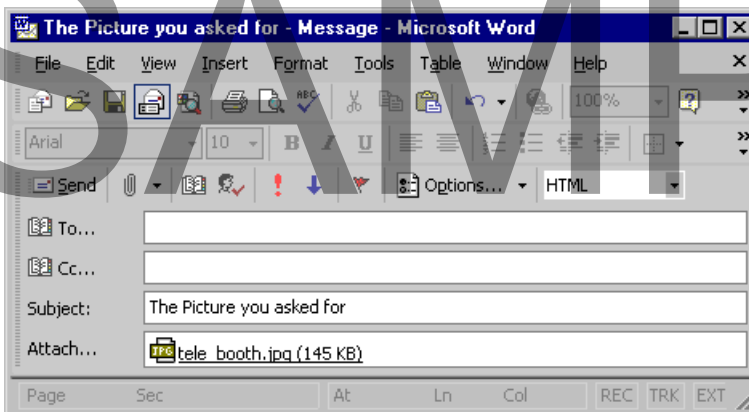 The Picture you asked for - Message - Microsoft Word
File Edit View Insert Format Tools Table Window Help
ABC 100%
Arial 10 B I U
Send Options... HTML
To...
Cc...
Subject: The Picture you asked for
Attach... JPG tele_booth.jpg (145 KB)
Page Sec At Ln Col REC TRK EXT